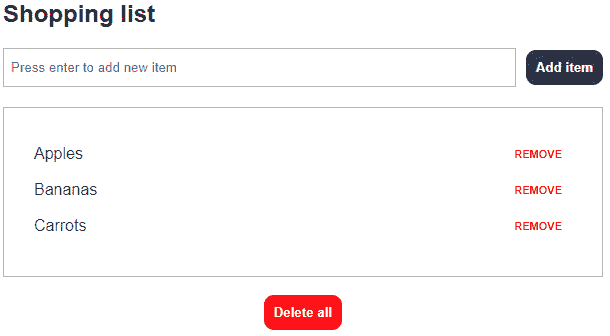 Shopping list
Press enter to add new item
Add item
Apples
REMOVE
Bananas
REMOVE
Carrots
REMOVE
Delete all